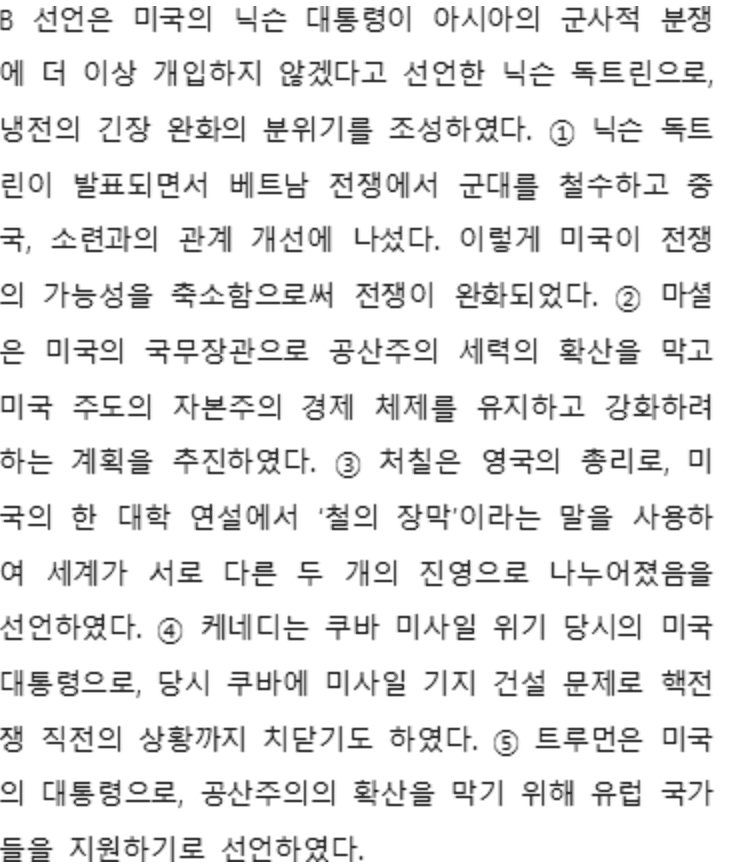 B 선언은 미국의 닉슨 대통령이 아시아의 군사적 분쟁
에 더 이상 개입하지 않겠다고 선언한 닉슨 독트린으로,
냉전의 긴장 완화의 분위기를 조성하였다. ① 닉슨 독트
린이 발표되면서 베트남 전쟁에서 군대를 철수하고 중
국, 소련과의 관계 개선에 나섰다. 이렇게 미국이 전쟁
의 가능성을 축소함으로써 전쟁이 완화되었다. ② 마셜
은 미국의 국무장관으로 공산주의 세력의 확산을 막고
미국 주도의 자본주의 경제 체제를 유지하고 강화하려
하는 계획을 추진하였다. ③ 처칠은 영국의 총리로, 미
국의 한 대학 연설에서 '철의 장막'이라는 말을 사용하
여 세계가 서로 다른 두 개의 진영으로 나누어졌음을
선언하였다. ④ 케네디는 쿠바 미사일 위기 당시의 미국
대통령으로, 당시 쿠바에 미사일 기지 건설 문제로 핵전
쟁 직전의 상황까지 치닫기도 하였다. ⑤ 트루먼은 미국
의 대통령으로, 공산주의의 확산을 막기 위해 유럽 국가
들을 지원하기로 선언하였다.